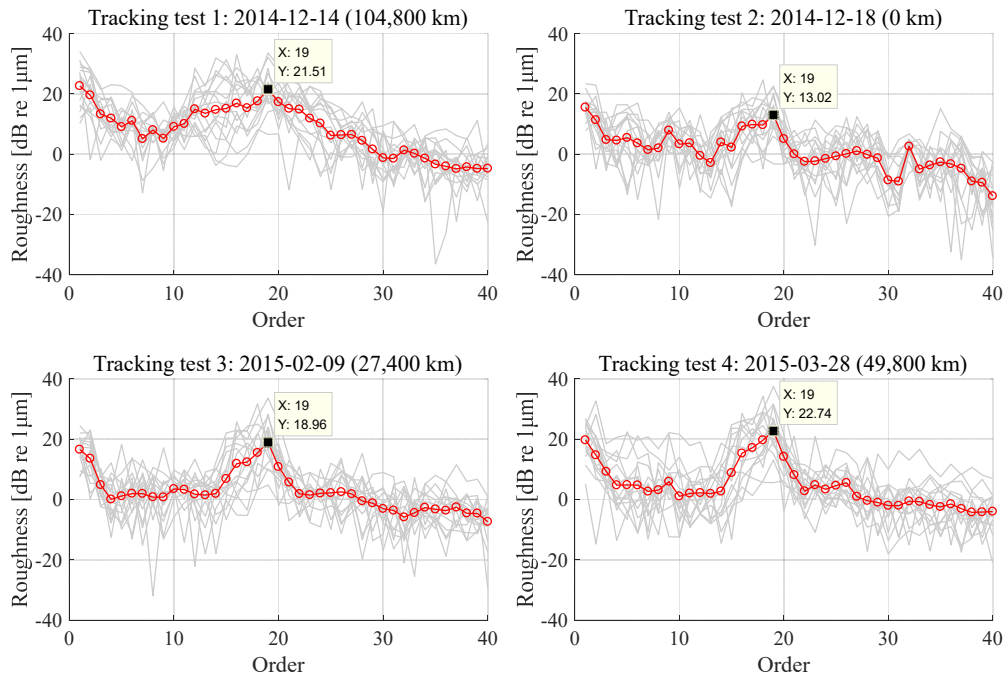 Tracking test 1: 2014-12-14 (104,800 km)
Roughness [dB re 1μm]
40
20
0
-20
-40
X: 19
Y: 21.51
0
10
20
30
40
Order
Tracking test 2: 2014-12-18 (0 km)
Roughness [dB re 1μm]
40
20
0
-20
-40
X: 19
Y: 13.02
0
10
20
30
40
Order
Tracking test 3: 2015-02-09 (27,400 km)
Roughness [dB re 1μm]
40
20
0
-20
-40
X: 19
Y: 18.96
0
10
20
30
40
Order
Tracking test 4: 2015-03-28 (49,800 km)
Roughness [dB re 1μm]
40
20
0
-20
-40
X: 19
Y: 22.74
0
10
20
30
40
Order